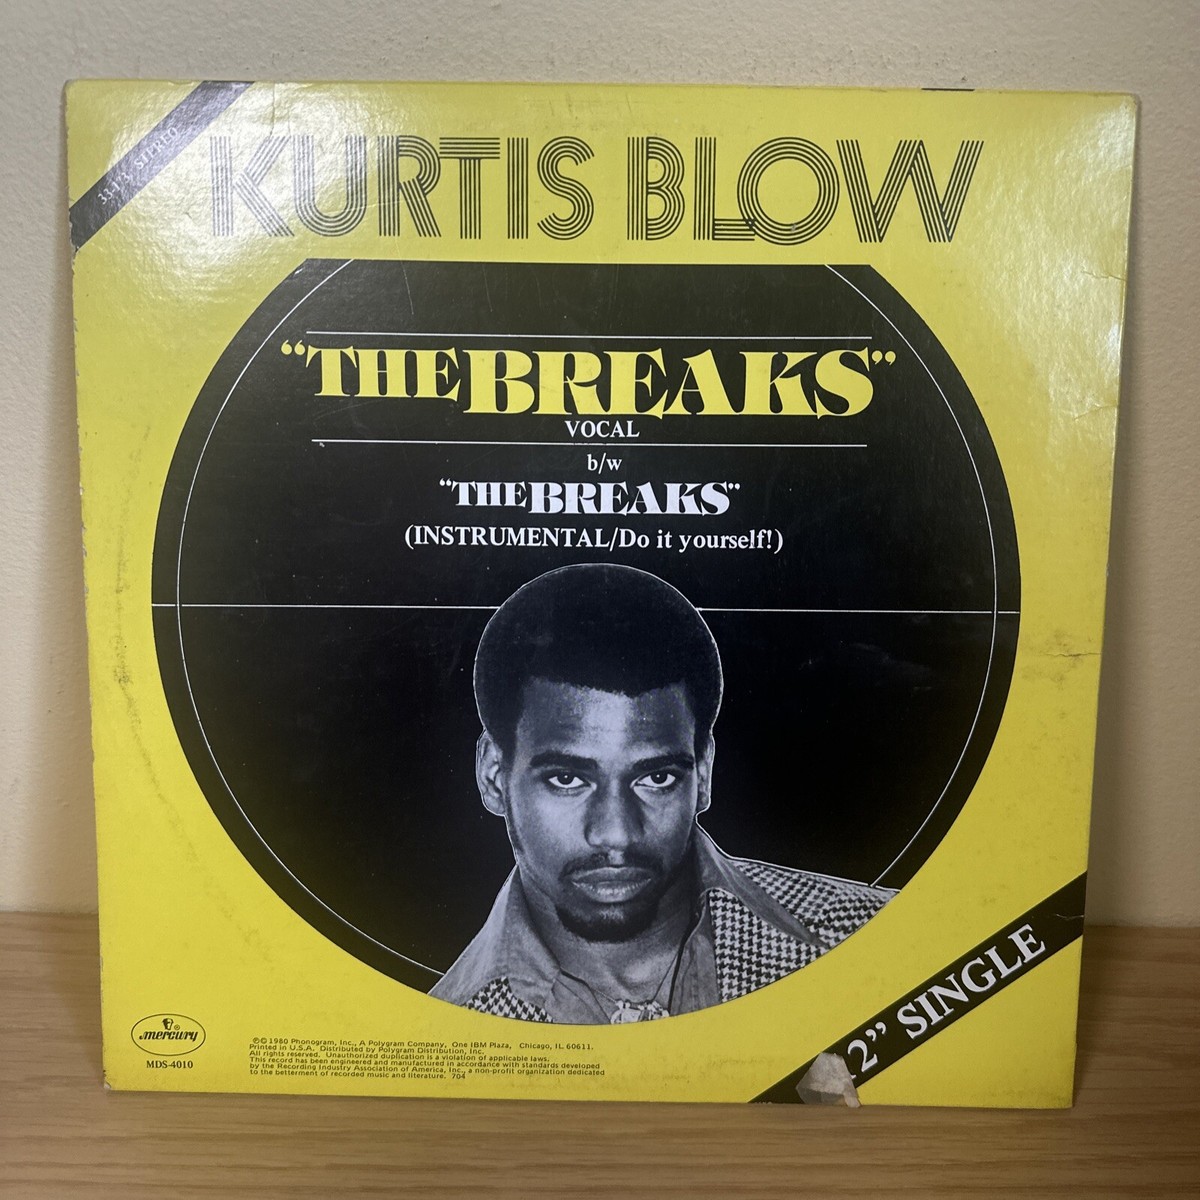 33-1/3 STEREO
KURTIS BLOW
“THE BREAKS”
VOCAL
b/w
“THE BREAKS”
(INSTRUMENTAL/Do it yourself!)
12” SINGLE
mercury ®
MDS-4010
℗© 1980 Phonogram, Inc., A Polygram Company, One IBM Plaza, Chicago, IL 60611.
Printed in U.S.A. Distributed by Polygram Distribution, Inc.
All rights reserved. Unauthorized duplication is a violation of applicable laws.
This record has been engineered and manufactured in accordance with standards developed
by the Recording Industry Association of America, Inc., a non-profit organization dedicated
to the betterment of recorded music and literature. 704